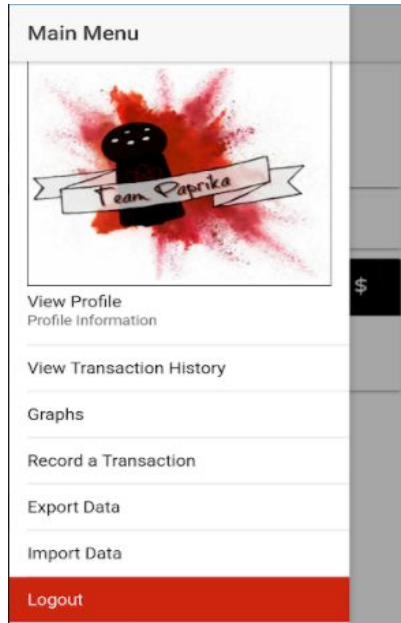 Main Menu
Team Paprika
View Profile
Profile Information
$
View Transaction History
Graphs
Record a Transaction
Export Data
Import Data
Logout